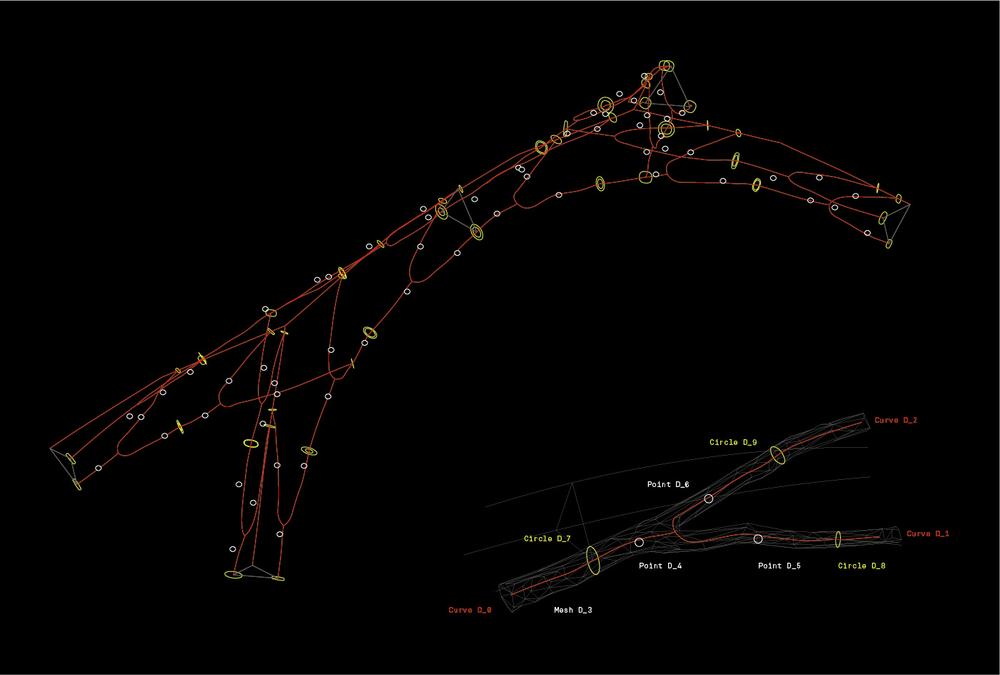 Curve D_2
Circle D_9
Point D_6
Curve D_1
Circle D_7
Point D_4
Point D_5
Circle D_8
Curve D_0
Mesh D_3